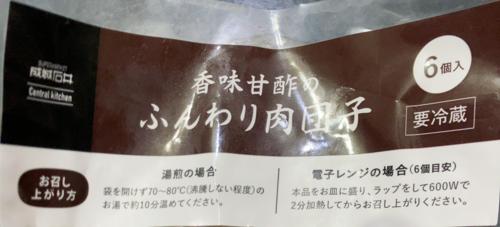 SUPERMARKET
成城石井
Central kitchen
香味甘酢の
ふんわり肉団子
6個入
要冷蔵
お召し
上がり方
湯煎の場合
袋を開けず70~80℃(沸騰しない程度)の
お湯で約10分温めてください。
電子レンジの場合(6個目安)
本品をお皿に盛り、ラップをして600Wで
2分加熱してからお召し上がりください。